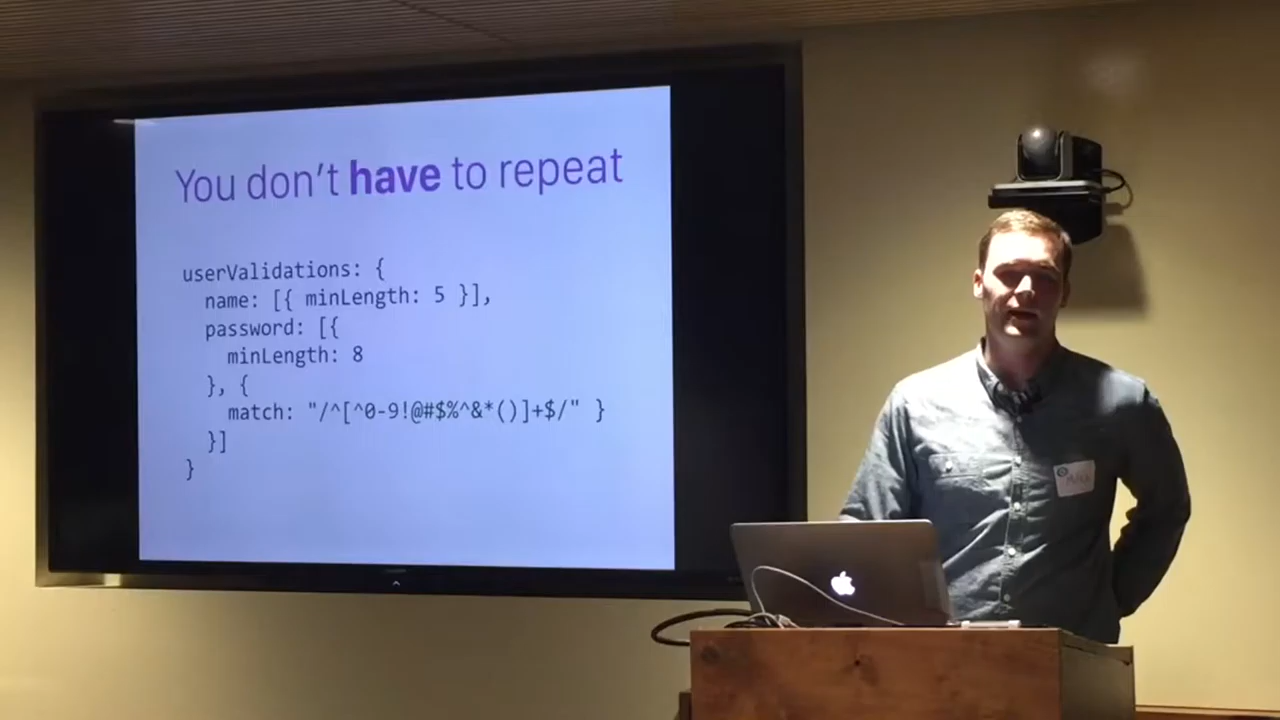 You don't have to repeat
userValidations: {
name: [{ minLength: 5 }],
password: [{
minLength: 8
}, {
match: "/^[^0-9!@#$%^&*()]+$/" }
}]
}